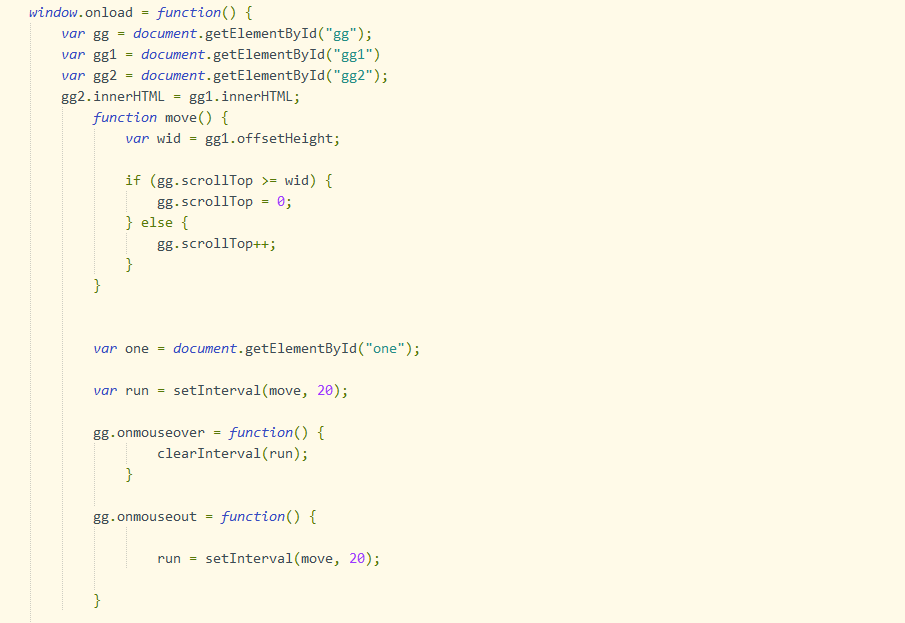 window.onload = function() {
var gg = document.getElementById("gg");
var gg1 = document.getElementById("gg1")
var gg2 = document.getElementById("gg2");
gg2.innerHTML = gg1.innerHTML;
function move() {
var wid = gg1.offsetHeight;
if (gg.scrollTop >= wid) {
gg.scrollTop = 0;
} else {
gg.scrollTop++;
}
}
var one = document.getElementById("one");
var run = setInterval(move, 20);
gg.onmouseover = function() {
clearInterval(run);
}
gg.onmouseout = function() {
run = setInterval(move, 20);
}